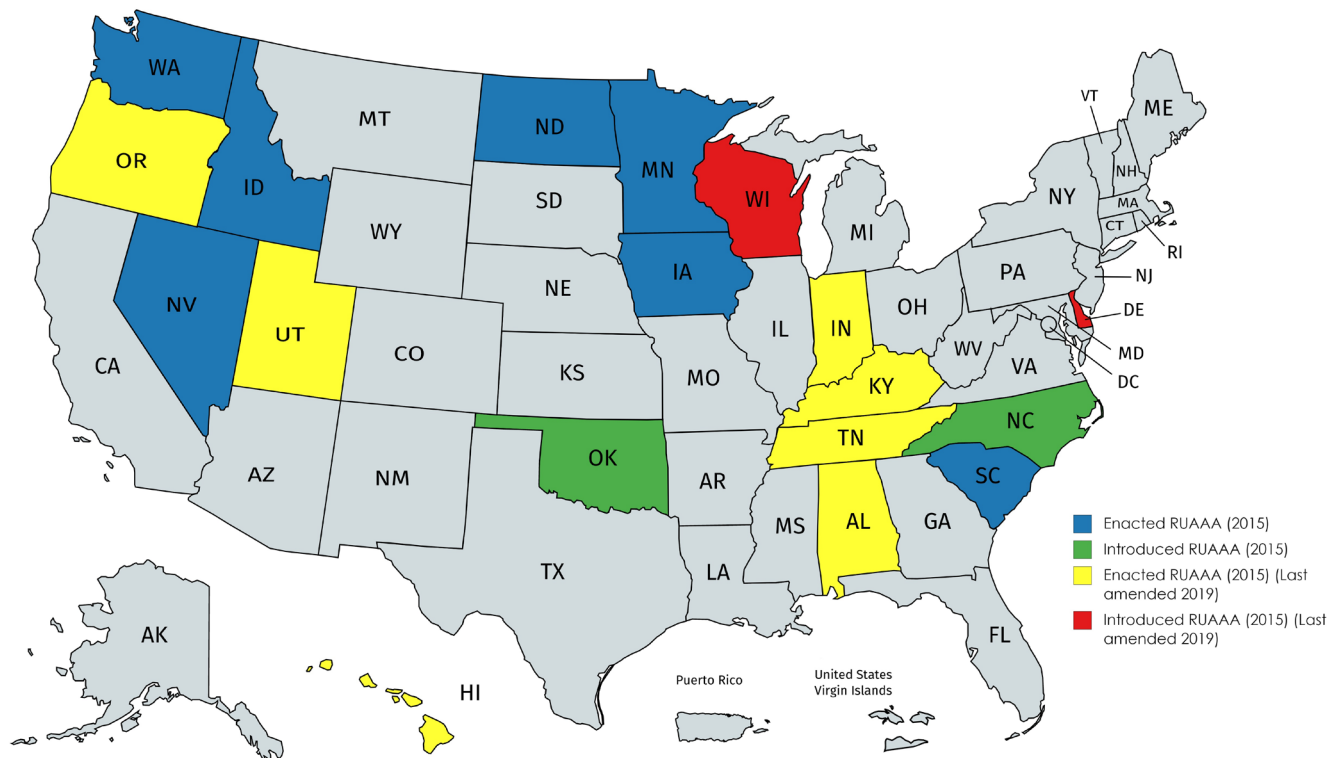 WA
MT
ND
MN
OR
ID
SD
WI
WY
MI
VT
ME
NH
NY
MA
CT
RI
NV
UT
NE
IA
PA
NJ
CA
CO
KS
MO
IL
IN
OH
WV
VA
DE
MD
DC
KY
AZ
NM
OK
AR
TN
NC
SC
TX
LA
MS
AL
GA
FL
AK
HI
Puerto Rico
United States
Virgin Islands
Enacted RUAAA (2015)
Introduced RUAAA (2015)
Enacted RUAAA (2015) (Last
amended 2019)
Introduced RUAAA (2015) (Last
amended 2019)